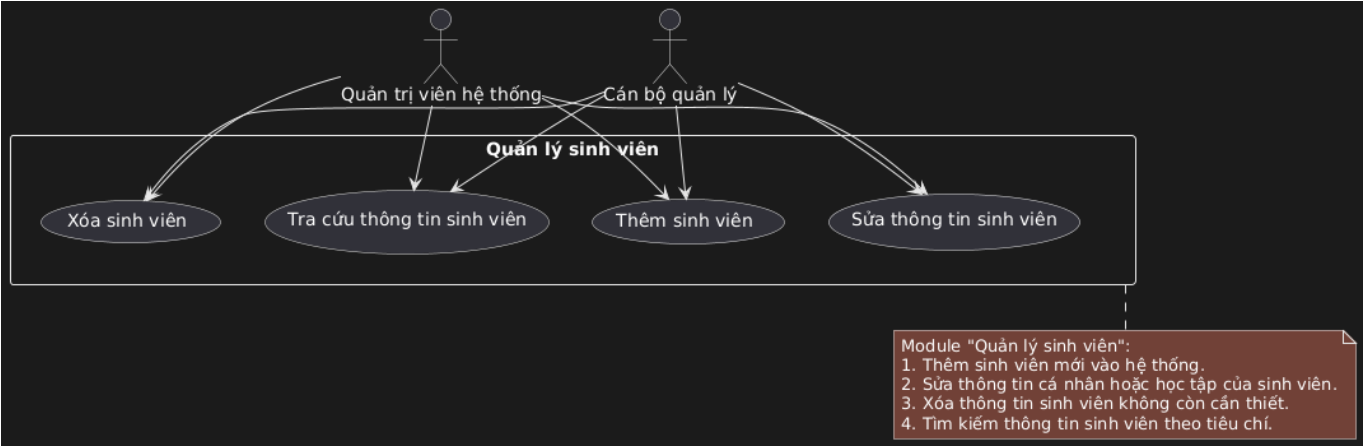 Quản trị viên hệ thống
Cán bộ quản lý
Quản lý sinh viên
Xóa sinh viên
Tra cứu thông tin sinh viên
Thêm sinh viên
Sửa thông tin sinh viên
Module "Quản lý sinh viên":
1. Thêm sinh viên mới vào hệ thống.
2. Sửa thông tin cá nhân hoặc học tập của sinh viên.
3. Xóa thông tin sinh viên không còn cần thiết.
4. Tìm kiếm thông tin sinh viên theo tiêu chí.